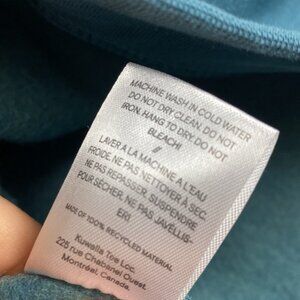 MACHINE WASH IN COLD WATER
DO NOT DRY CLEAN. DO NOT
IRON. HANG TO DRY DO NOT
BLEACH!
//
LAVER A LA MACHINE A L'EAU
FROIDE. NE PAS NETTOYER À SEC.
NE PAS REPASSER. SUSPENDRE
POUR SÉCHER, NE PAS JAVELLIS-
ER!
MADE OF 100% RECYCLED MATERIAL
Kuwalla Tee Loc.
225 rue Chabanel Ouest
Montréal. Canada